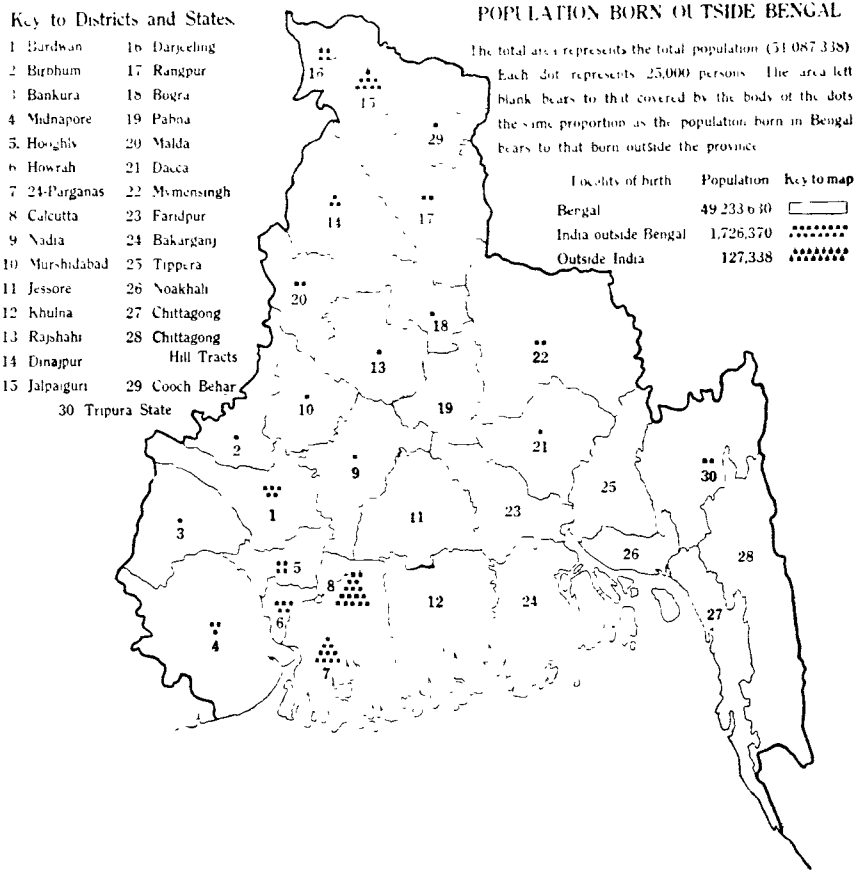 Key to Districts and States.
1 Bardwan 16 Darjeeling
2 Birbhum 17 Rangpur
3 Bankura 18 Bogra
4 Midnapore 19 Pabna
5. Hooghly 20 Malda
6 Howrah 21 Dacca
7 24-Parganas 22 Mymensingh
8 Calcutta 23 Faridpur
9 Nadia 24 Bakarganj
10 Murshidabad 25 Tippera
11 Jessore 26 Noakhali
12 Khulna 27 Chittagong
13 Rajshahi 28 Chittagong
Hill Tracts
14 Dinajpur
15 Jalpaiguri 29 Cooch Behar
30 Tripura State
POPULATION BORN OUTSIDE BENGAL
The total area represents the total population (51 087 338)
Each dot represents 25,000 persons The area left
blank bears to that covered by the body of the dots
the same proportion as the population born in Bengal
bears to that born outside the province
Locality of birth Population Key to map
Bengal 49 233 630
India outside Bengal 1,726,370
Outside India 127,338
16
15
29
14
17
20
18
22
13
10
19
21
2
9
30
25
1
11
23
3
26
28
5
8
12
24
6
27
4
7